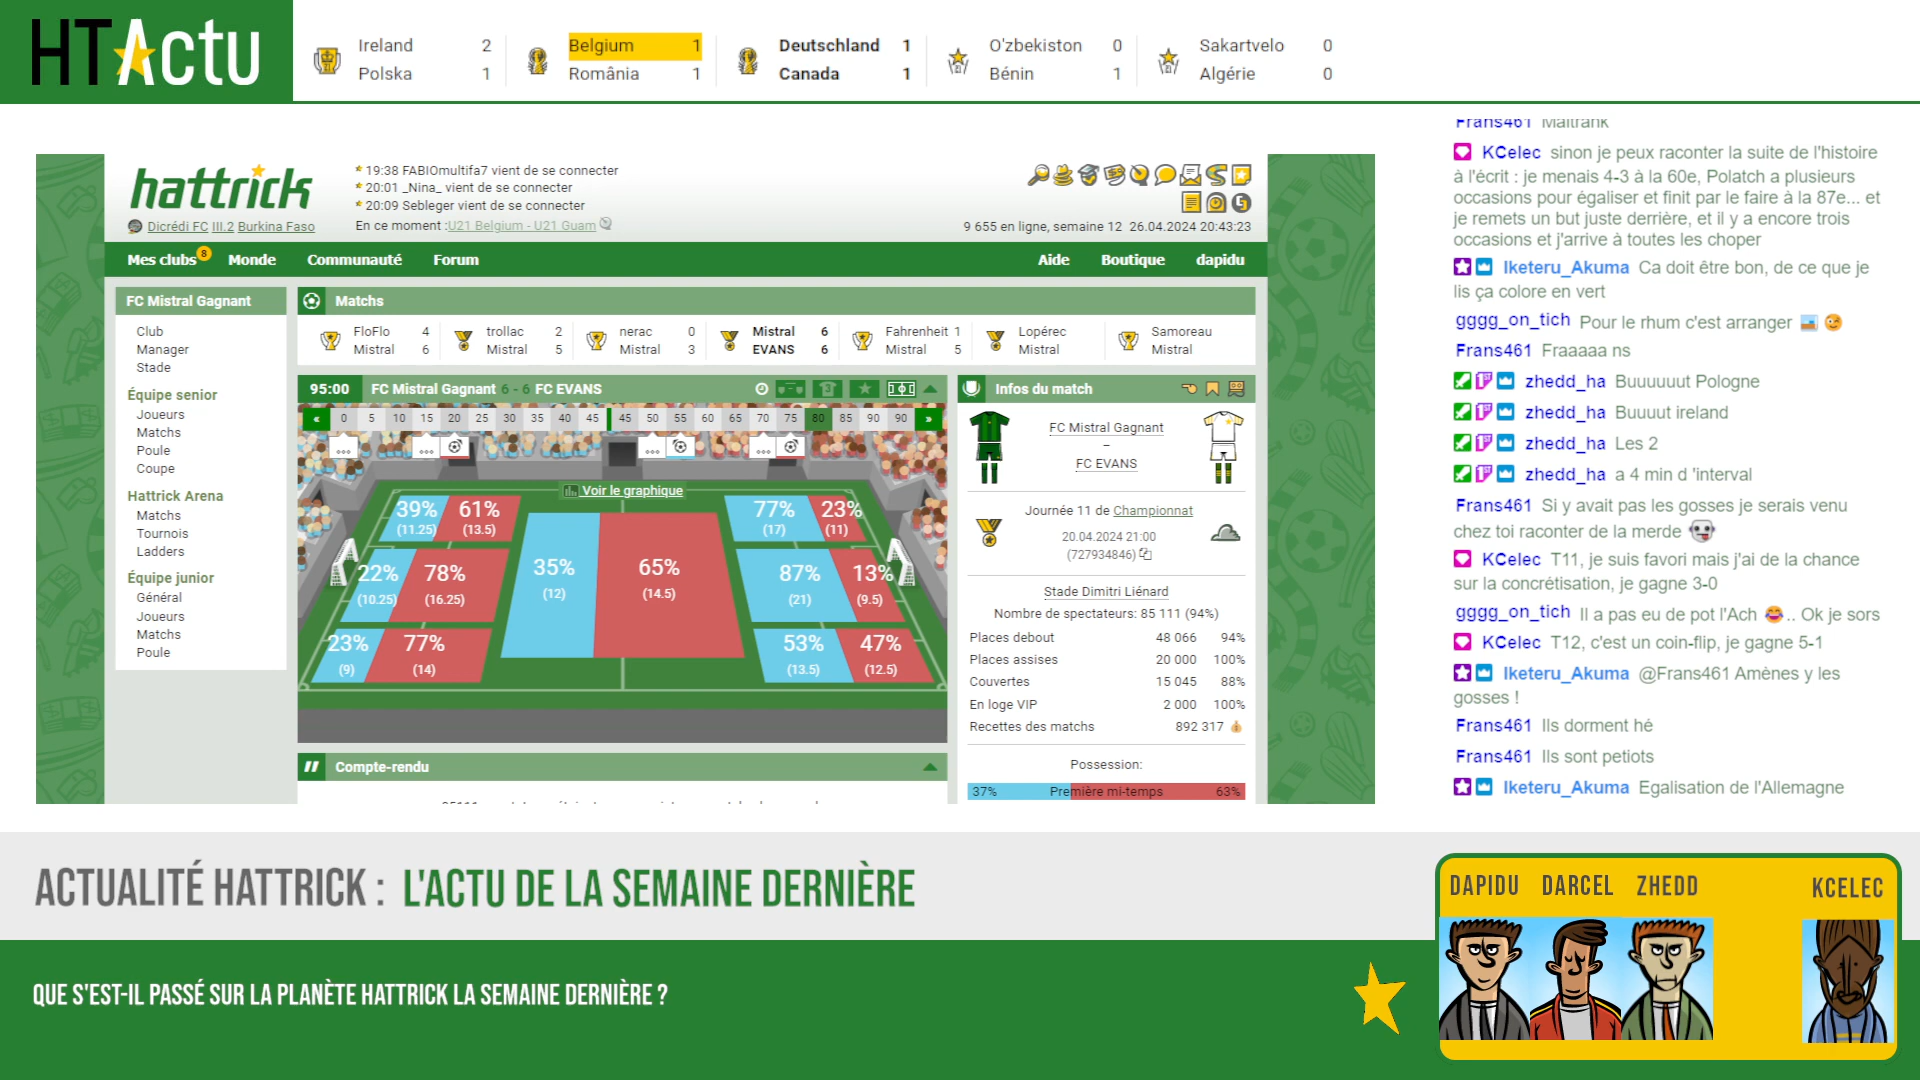 HTActu
Ireland 2
Polska 1
Belgium 1
România 1
Deutschland 1
Canada 1
O'zbekiston 0
Bénin 1
Sakartvelo 0
Algérie 0
hattrick
Dicrédi FC III.2 Burkina Faso
19:38 FABIOmultifa7 vient de se connecter
20:01 _Nina_ vient de se connecter
20:09 Sebleger vient de se connecter
En ce moment :U21 Belgium - U21 Guam
9 655 en ligne, semaine 12 26.04.2024 20:43:23
Mes clubs 8 Monde Communauté Forum Aide Boutique dapidu
FC Mistral Gagnant
Club
Manager
Stade
Équipe senior
Joueurs
Matchs
Poule
Coupe
Hattrick Arena
Matchs
Tournois
Ladders
Équipe junior
Général
Joueurs
Matchs
Poule
Matchs
FloFlo 4
Mistral 6
trollac 2
Mistral 5
nerac 0
Mistral 3
Mistral 6
EVANS 6
Fahrenheit 1
Mistral 5
Lopérec
Mistral
Samoreau
Mistral
95:00 FC Mistral Gagnant 6 - 6 FC EVANS
« 0 5 10 15 20 25 30 35 40 45 45 50 55 60 65 70 75 80 85 90 90 »
Voir le graphique
39% (11.25) 61% (13.5)
77% (17) 23% (11)
22% (10.25) 78% (16.25)
35% (12) 65% (14.5)
87% (21) 13% (9.5)
23% (9) 77% (14)
53% (13.5) 47% (12.5)
Compte-rendu
Infos du match
FC Mistral Gagnant
–
FC EVANS
Journée 11 de Championnat
20.04.2024 21:00
(727934846)
Stade Dimitri Liénard
Nombre de spectateurs: 85 111 (94%)
Places debout 48 066 94%
Places assises 20 000 100%
Couvertes 15 045 88%
En loge VIP 2 000 100%
Recettes des matchs 892 317
Possession:
37% Première mi-temps 63%
Frans461 Maitrank
KCelec sinon je peux raconter la suite de l'histoire
à l'écrit : je menais 4-3 à la 60e, Polatch a plusieurs
occasions pour égaliser et finit par le faire à la 87e... et
je remets un but juste derrière, et il y a encore trois
occasions et j'arrive à toutes les choper
Iketeru_Akuma Ca doit être bon, de ce que je
lis ça colore en vert
gggg_on_tich Pour le rhum c'est arranger
Frans461 Fraaaaa ns
zhedd_ha Buuuuuut Pologne
zhedd_ha Buuuut ireland
zhedd_ha Les 2
zhedd_ha a 4 min d 'interval
Frans461 Si y avait pas les gosses je serais venu
chez toi raconter de la merde
KCelec T11, je suis favori mais j'ai de la chance
sur la concrétisation, je gagne 3-0
gggg_on_tich Il a pas eu de pot l'Ach .. Ok je sors
KCelec T12, c'est un coin-flip, je gagne 5-1
Iketeru_Akuma @Frans461 Amènes y les
gosses !
Frans461 Ils dorment hé
Frans461 Ils sont petiots
Iketeru_Akuma Egalisation de l'Allemagne
ACTUALITÉ HATTRICK : L'ACTU DE LA SEMAINE DERNIÈRE
QUE S'EST-IL PASSÉ SUR LA PLANÈTE HATTRICK LA SEMAINE DERNIÈRE ?
DAPIDU DARCEL ZHEDD KCELEC